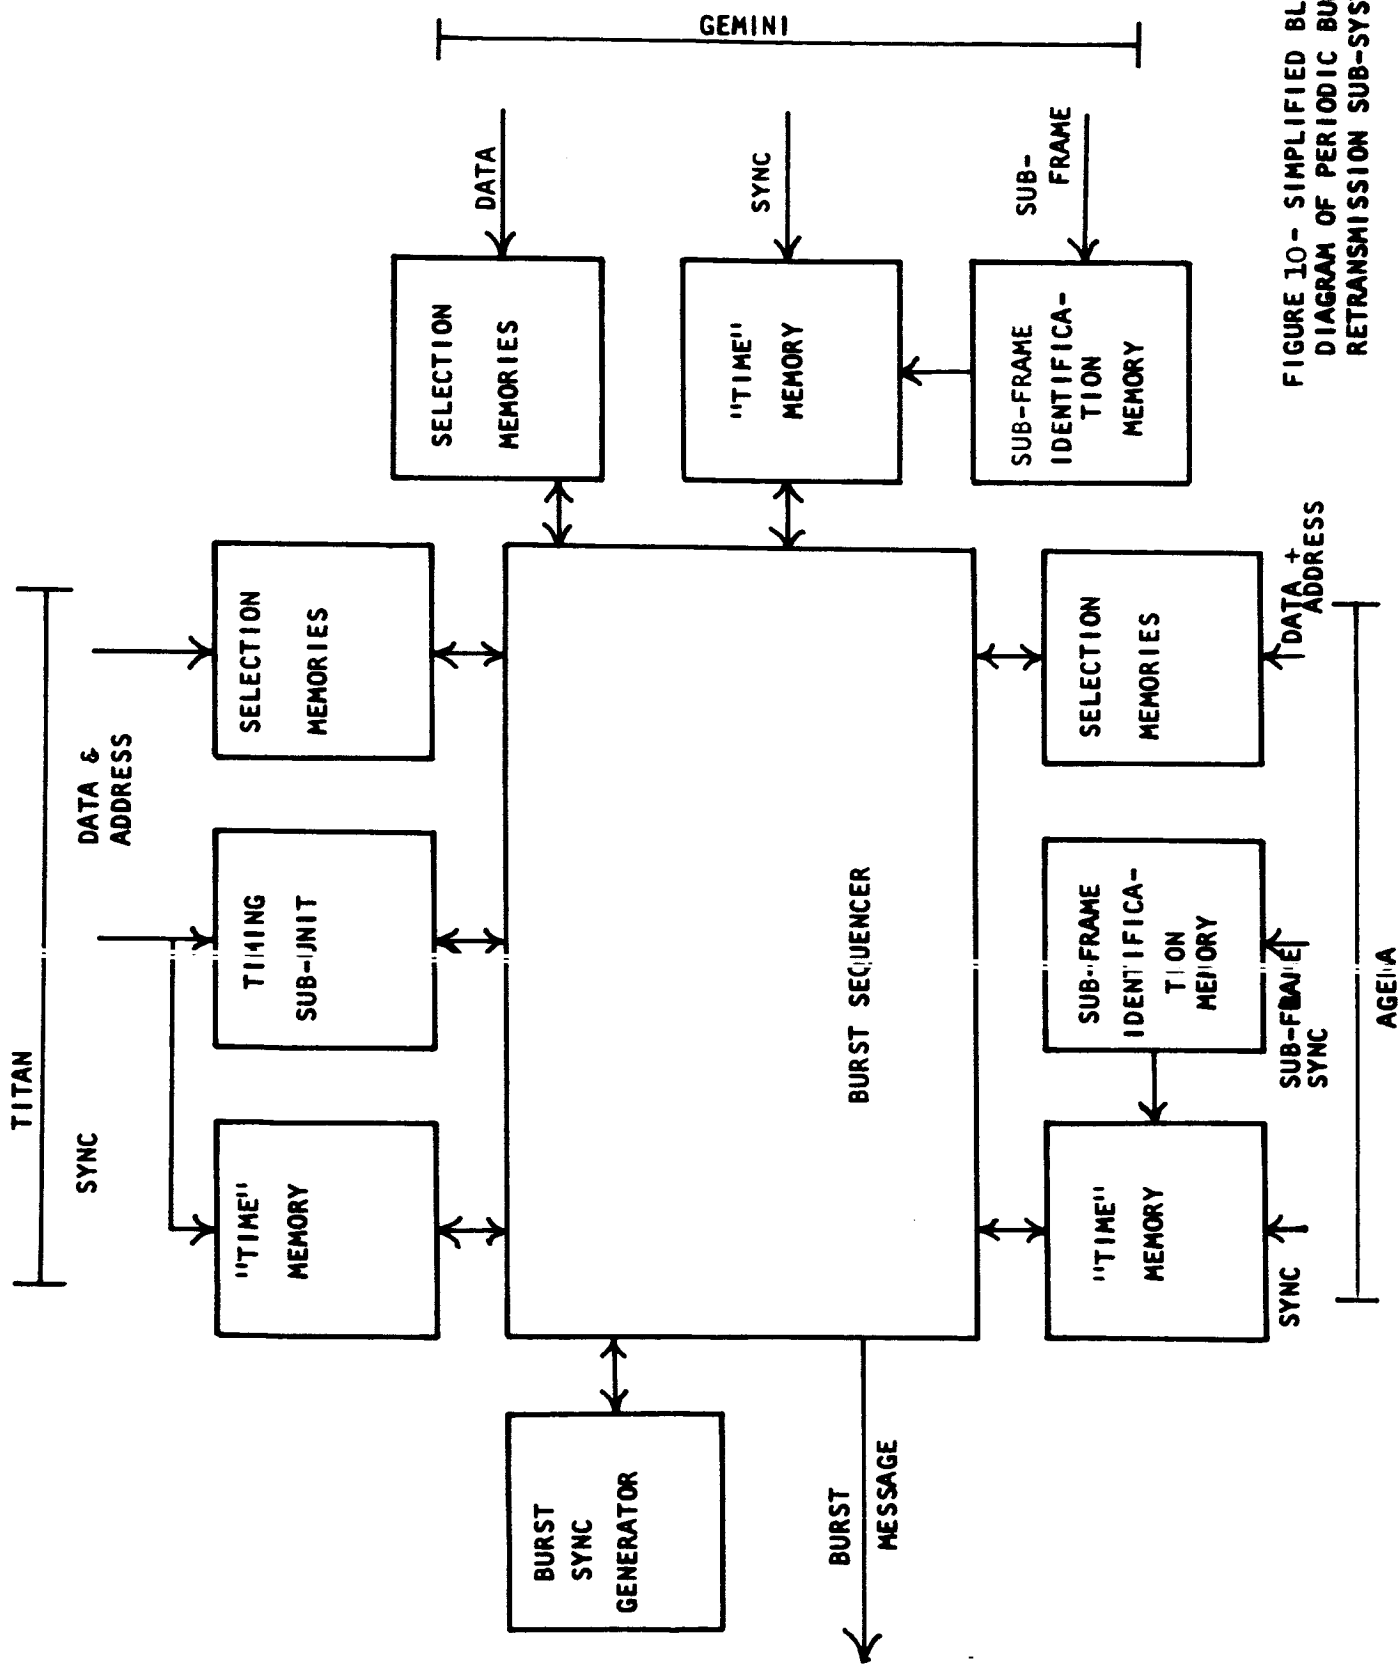 TITAN
SYNC
DATA &
ADDRESS
"TIME"
MEMORY
TIMING
SUB-UNIT
SELECTION
MEMORIES
GEMINI
DATA
SELECTION
MEMORIES
SYNC
"TIME"
MEMORY
SUB-
FRAME
SUB-FRAME
IDENTIFICA-
TION
MEMORY
BURST
SYNC
GENERATOR
BURST SEQUENCER
BURST
MESSAGE
"TIME"
MEMORY
SUB-FRAME
IDENTIFICA-
TION
MEMORY
SELECTION
MEMORIES
SYNC
SUB-FRAME
SYNC
DATA +
ADDRESS
AGENA
FIGURE 10- SIMPLIFIED BL
DIAGRAM OF PERIODIC BU
RETRANSMISSION SUB-SYS